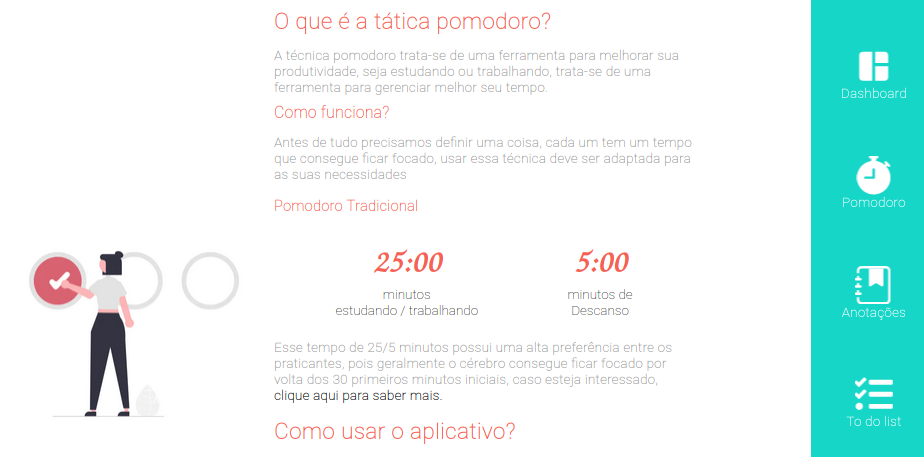 O que é a tática pomodoro?
A técnica pomodoro trata-se de uma ferramenta para melhorar sua
produtividade, seja estudando ou trabalhando, trata-se de uma
ferramenta para gerenciar melhor seu tempo.
Como funciona?
Antes de tudo precisamos definir uma coisa, cada um tem um tempo
que consegue ficar focado, usar essa técnica deve ser adaptada para
as suas necessidades
Pomodoro Tradicional
25:00
minutos
estudando / trabalhando
5:00
minutos de
Descanso
Esse tempo de 25/5 minutos possui uma alta preferência entre os
praticantes, pois geralmente o cérebro consegue ficar focado por
volta dos 30 primeiros minutos iniciais, caso esteja interessado,
clique aqui para saber mais.
Como usar o aplicativo?
Dashboard
Pomodoro
Anotações
To do list